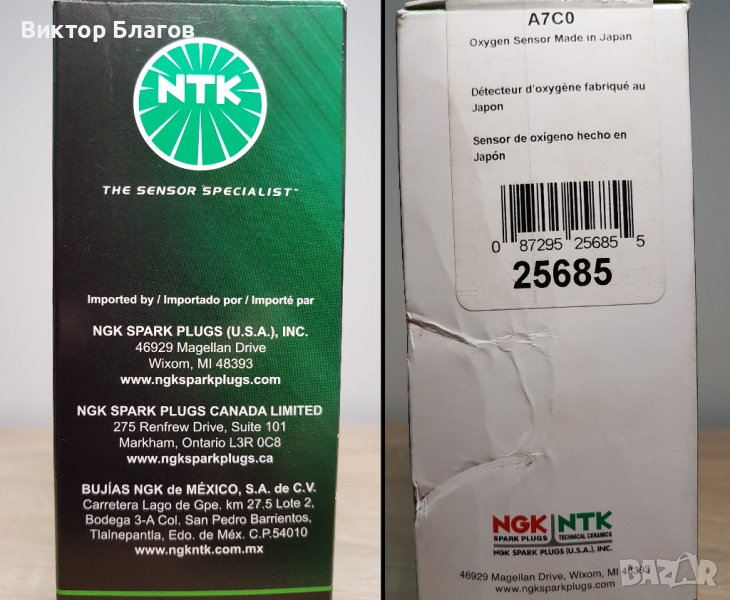 Виктор Благов
NTK
THE SENSOR SPECIALIST™
Imported by / Importado por / Importé par
NGK SPARK PLUGS (U.S.A.), INC.
46929 Magellan Drive
Wixom, MI 48393
www.ngksparkplugs.com
NGK SPARK PLUGS CANADA LIMITED
275 Renfrew Drive, Suite 101
Markham, Ontario L3R 0C8
www.ngksparkplugs.ca
BUJÍAS NGK de MÉXICO, S.A. de C.V.
Carretera Lago de Gpe. km 27.5 Lote 2,
Bodega 3-A Col. San Pedro Barrientos,
Tlalnepantla, Edo. de Méx. C.P.54010
www.ngkntk.com.mx
A7C0
Oxygen Sensor Made in Japan
Détecteur d'oxygène fabriqué au
Japon
Sensor de oxígeno hecho en
Japón
0 87295 25685 5
25685
NGK NTK
SPARK PLUGS TECHNICAL CERAMICS
NGK SPARK PLUGS (U.S.A.), INC.
46929 Magellan Drive, Wixom, MI 48393
BAZAR